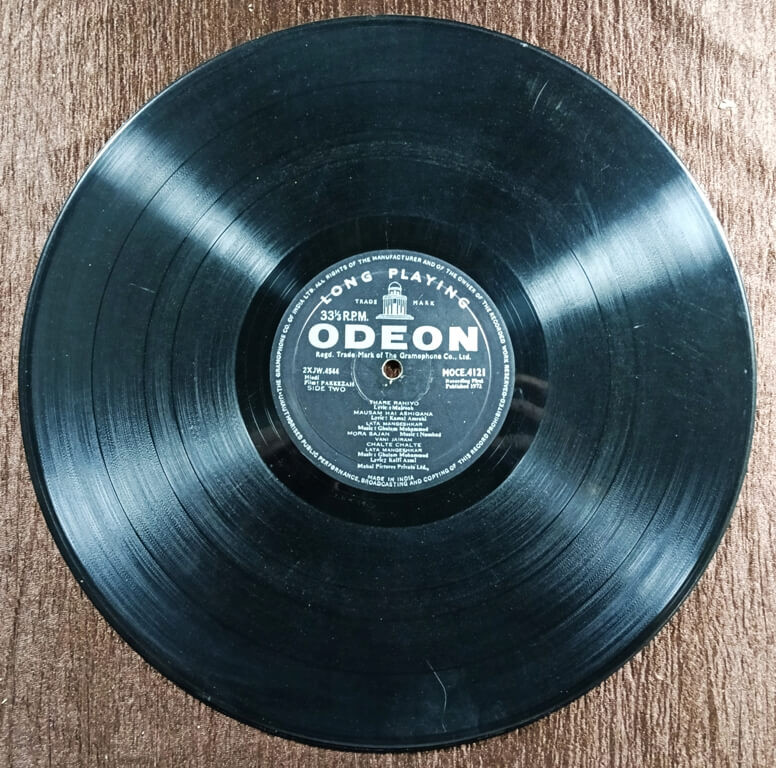 LONG PLAYING
TRADE MARK
33⅓ R.P.M.
ODEON
Regd. Trade Mark of The Gramophone Co., Ltd.
2XJW.4844 MOCE.4121
Hindi Recording First
Film: PAKEEZAH Published 1972
SIDE TWO
THARE RAHIYO
Lyric: Majrooh
MAUSAM HAI ASHIQANA
Lyric: Kamal Amrohi
LATA MANGESHKAR
Music: Ghulam Mohammad
MORA SAJAN Music: Naushad
VANI JAIRAM
CHALTE CHALTE
LATA MANGESHKAR
Music: Ghulam Mohammad
Lyric: Kaifi Azmi
Mahal Pictures Private Ltd.,
MADE IN INDIA
THE GRAMOPHONE CO. OF INDIA LTD. ALL RIGHTS OF THE MANUFACTURER AND OF THE OWNER OF THE RECORDED WORK RESERVED UNAUTHORISED PUBLIC PERFORMANCE, BROADCASTING AND COPYING OF THIS RECORD PROHIBITED